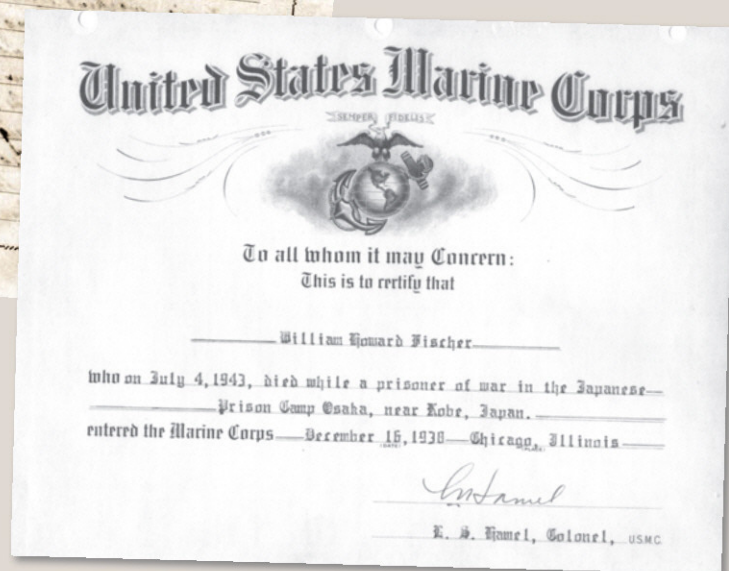 United States Marine Corps
SEMPER FIDELIS
To all whom it may Concern:
This is to certify that
William Howard Fischer
who on July 4, 1943, died while a prisoner of war in the Japanese
Prison Camp Osaka, near Kobe, Japan.
entered the Marine Corps December 16, 1938 Chicago, Illinois
L. S. Hamel, Colonel, U.S.M.C.